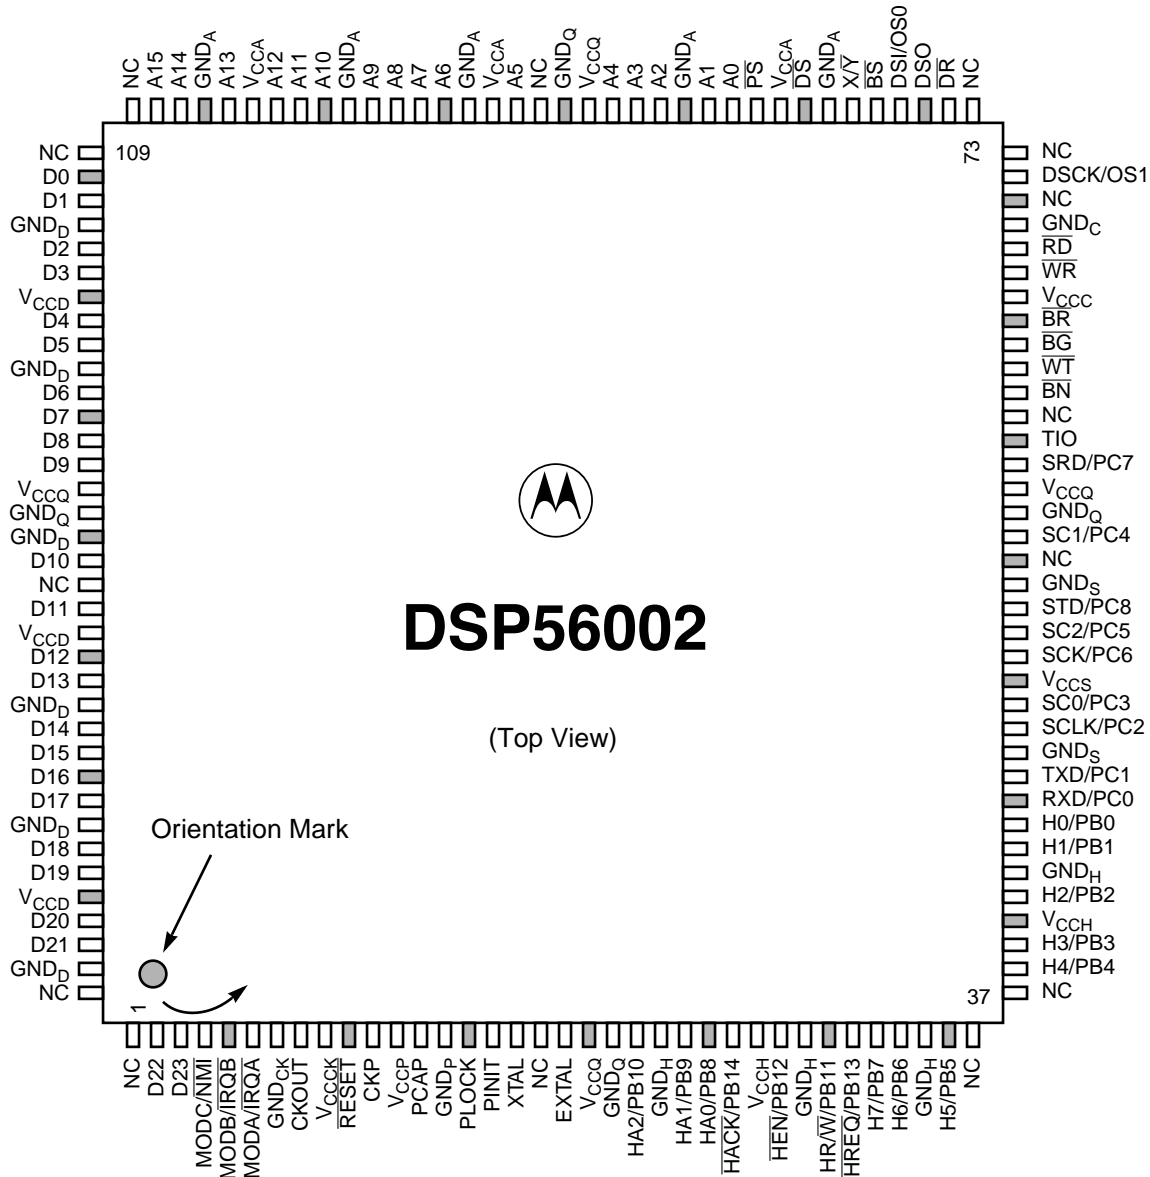 NC
A15
A14
GNDA
A13
VCCA
A12
A11
A10
GNDA
A9
A8
A7
A6
GNDA
VCCA
A5
NC
GNDQ
VCCQ
A4
A3
A2
GNDA
A1
A0
PS
VCCA
DS
GNDA
X/Y
BS
DSI/OS0
DSO
DR
NC
NC
D0
D1
GNDD
D2
D3
VCCD
D4
D5
GNDD
D6
D7
D8
D9
VCCQ
GNDQ
GNDD
D10
NC
D11
VCCD
D12
D13
GNDD
D14
D15
D16
D17
GNDD
D18
D19
VCCD
D20
D21
GNDD
NC
109
73
DSP56002
(Top View)
Orientation Mark
1
37
NC
DSCK/OS1
NC
GNDC
RD
WR
VCCC
BR
BG
WT
BN
NC
TIO
SRD/PC7
VCCQ
GNDQ
SC1/PC4
NC
GNDS
STD/PC8
SC2/PC5
SCK/PC6
VCCS
SC0/PC3
SCLK/PC2
GNDS
TXD/PC1
RXD/PC0
H0/PB0
H1/PB1
GNDH
H2/PB2
VCCH
H3/PB3
H4/PB4
NC
NC
D22
D23
MODC/NMI
MODB/IRQB
MODA/IRQA
GNDCK
CKOUT
VCCCK
RESET
CKP
VCCP
PCAP
GNDP
PLOCK
PINIT
XTAL
NC
EXTAL
VCCQ
GNDQ
HA2/PB10
GNDH
HA1/PB9
HA0/PB8
HACK/PB14
VCCH
HEN/PB12
GNDH
HR/W/PB11
HREQ/PB13
H7/PB7
H6/PB6
GNDH
H5/PB5
NC